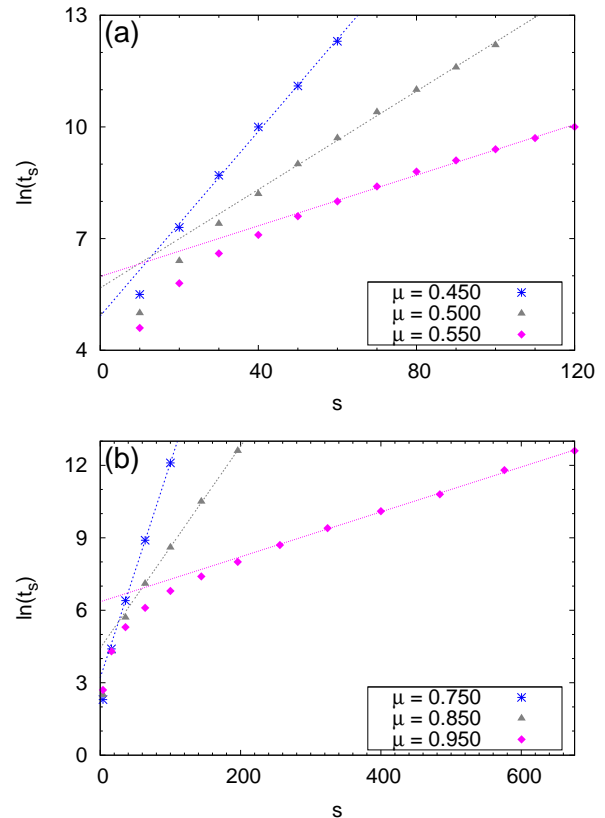 (a)
13
10
7
4
ln(tₛ)
μ = 0.450
μ = 0.500
μ = 0.550
0 40 80 120
s
(b)
12
9
6
3
0
ln(tₛ)
μ = 0.750
μ = 0.850
μ = 0.950
0 200 400 600
s